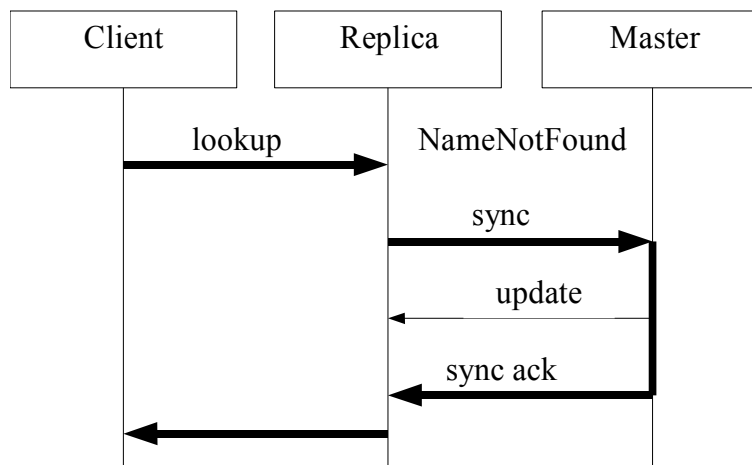 Client
Replica
Master
lookup
NameNotFound
sync
update
sync ack